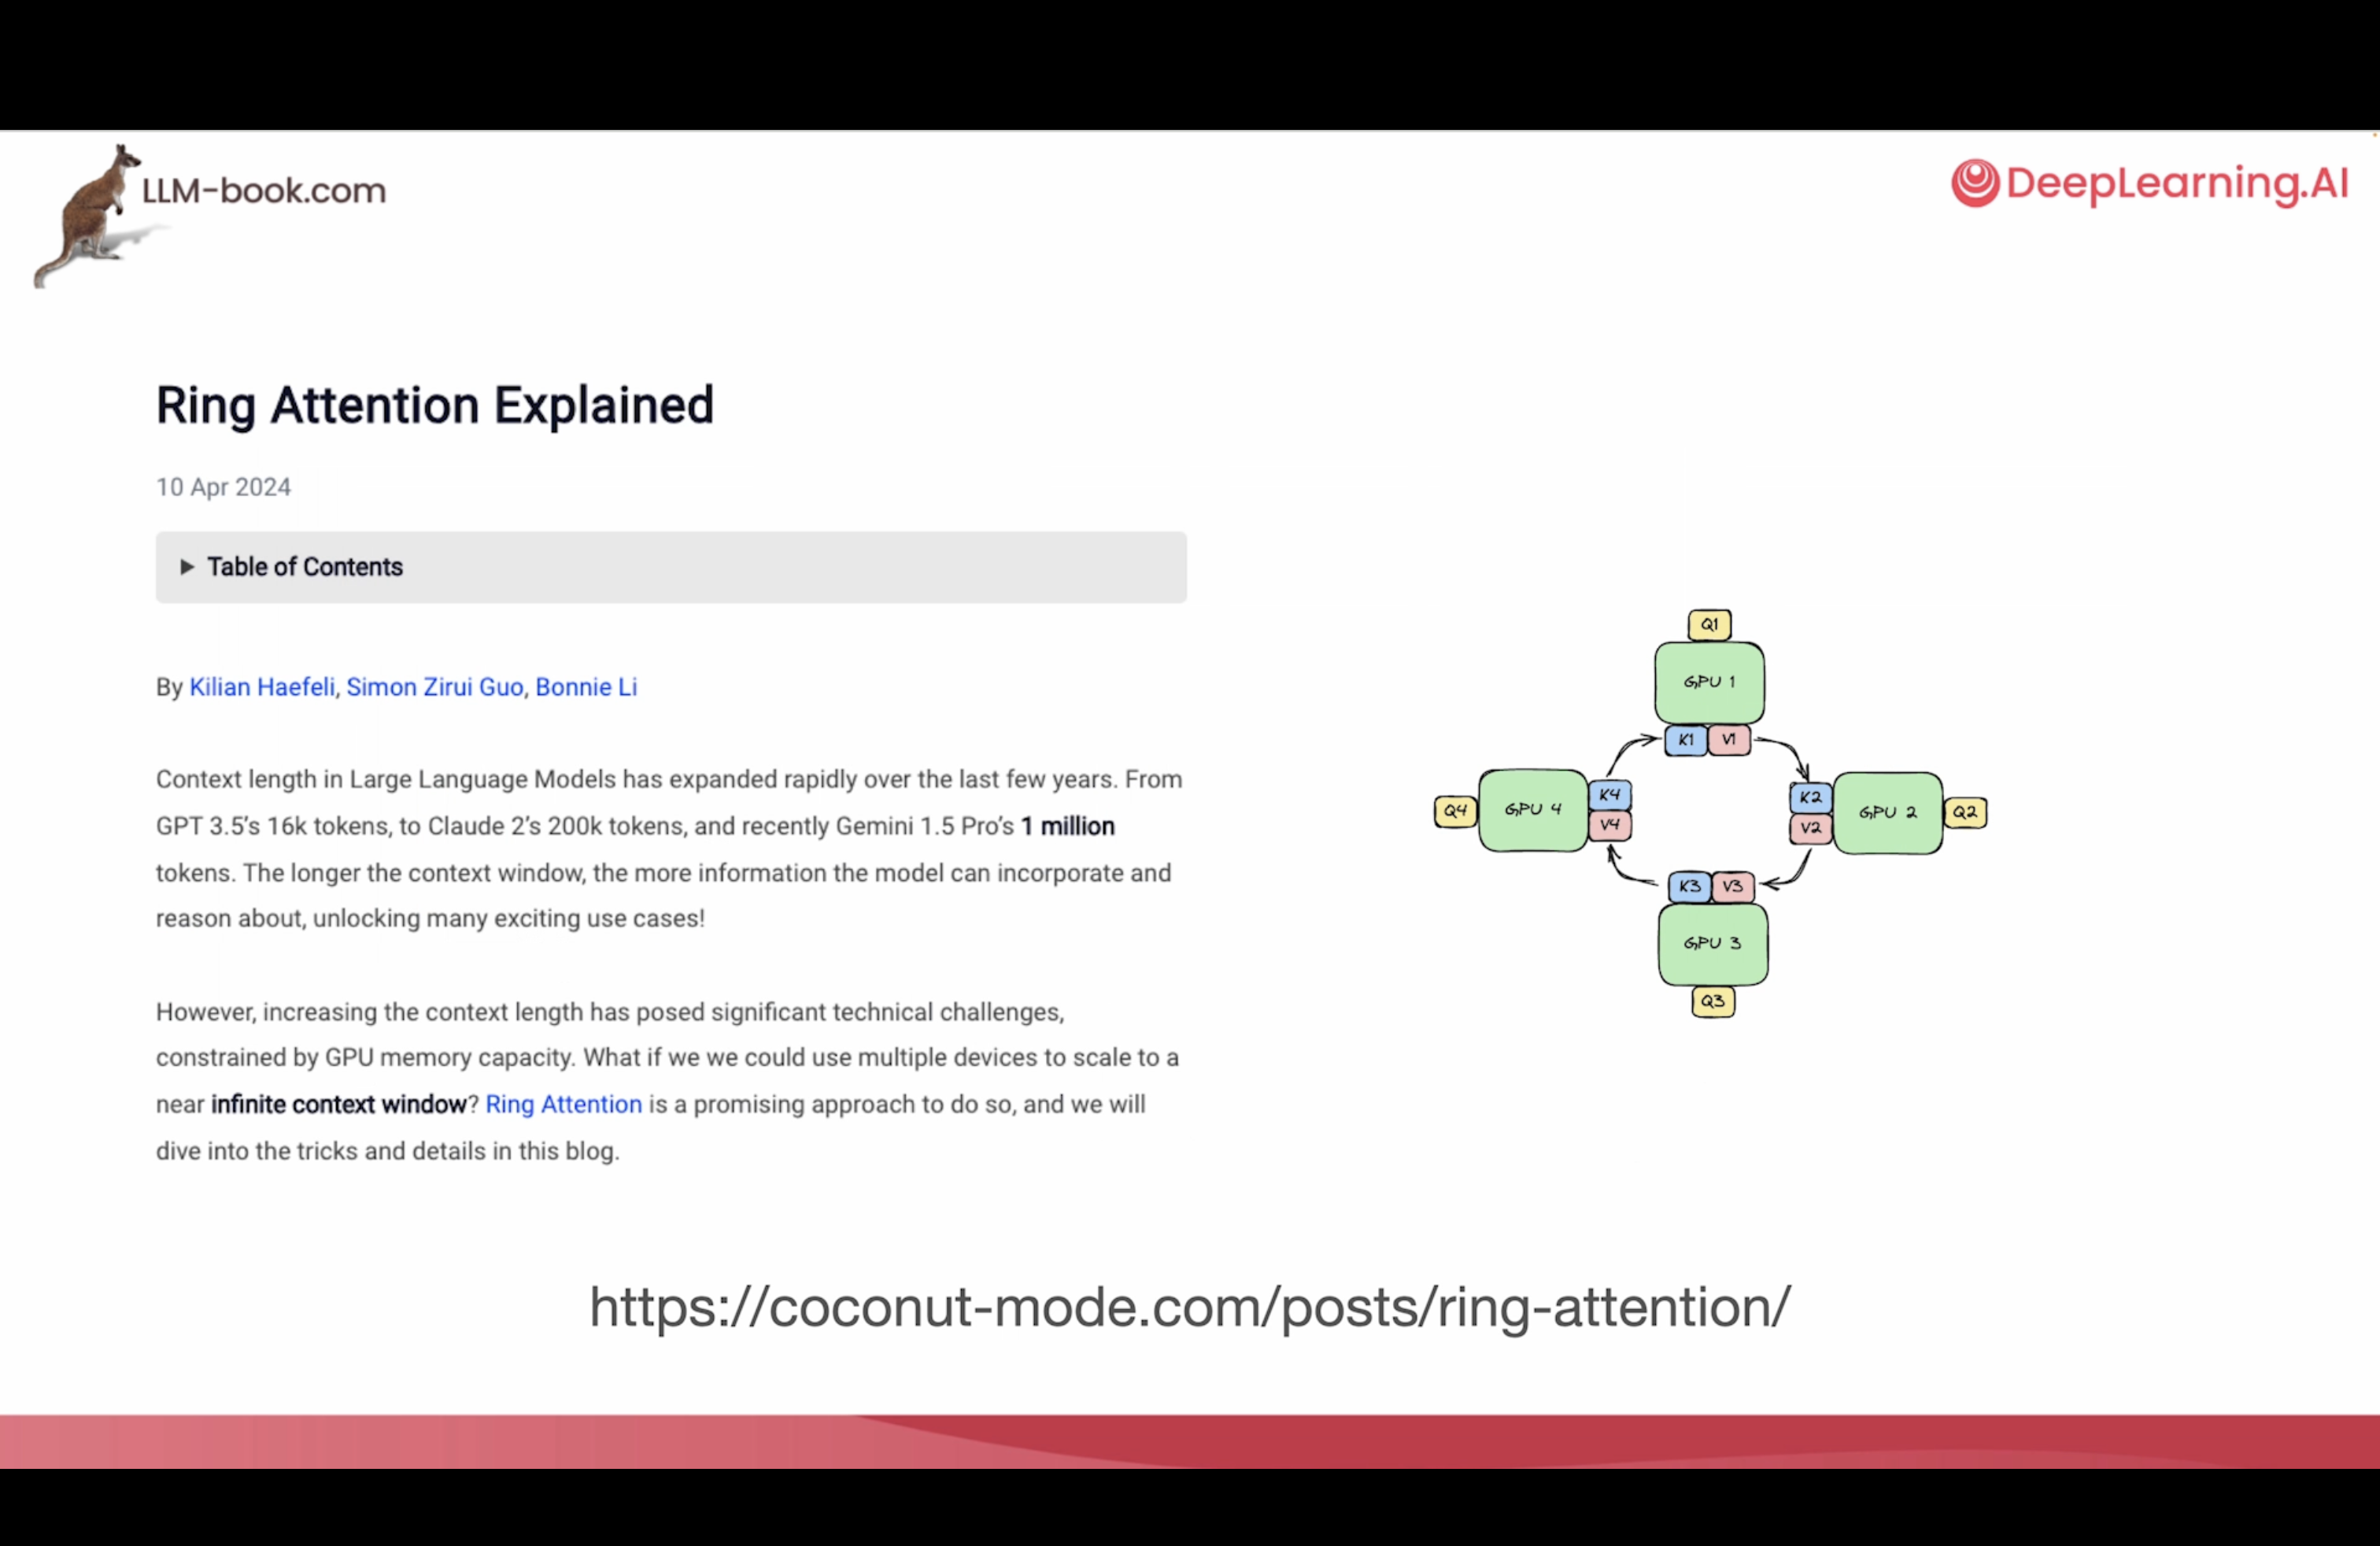 LLM-book.com
DeepLearning.AI
Ring Attention Explained
10 Apr 2024
▶ Table of Contents
By Kilian Haefeli, Simon Zirui Guo, Bonnie Li
Context length in Large Language Models has expanded rapidly over the last few years. From
GPT 3.5's 16k tokens, to Claude 2's 200k tokens, and recently Gemini 1.5 Pro's 1 million
tokens. The longer the context window, the more information the model can incorporate and
reason about, unlocking many exciting use cases!
However, increasing the context length has posed significant technical challenges,
constrained by GPU memory capacity. What if we we could use multiple devices to scale to a
near infinite context window? Ring Attention is a promising approach to do so, and we will
dive into the tricks and details in this blog.
Q1
GPU 1
K1 V1
Q4
GPU 4
K4
V4
K2
V2
GPU 2
Q2
K3 V3
GPU 3
Q3
https://coconut-mode.com/posts/ring-attention/